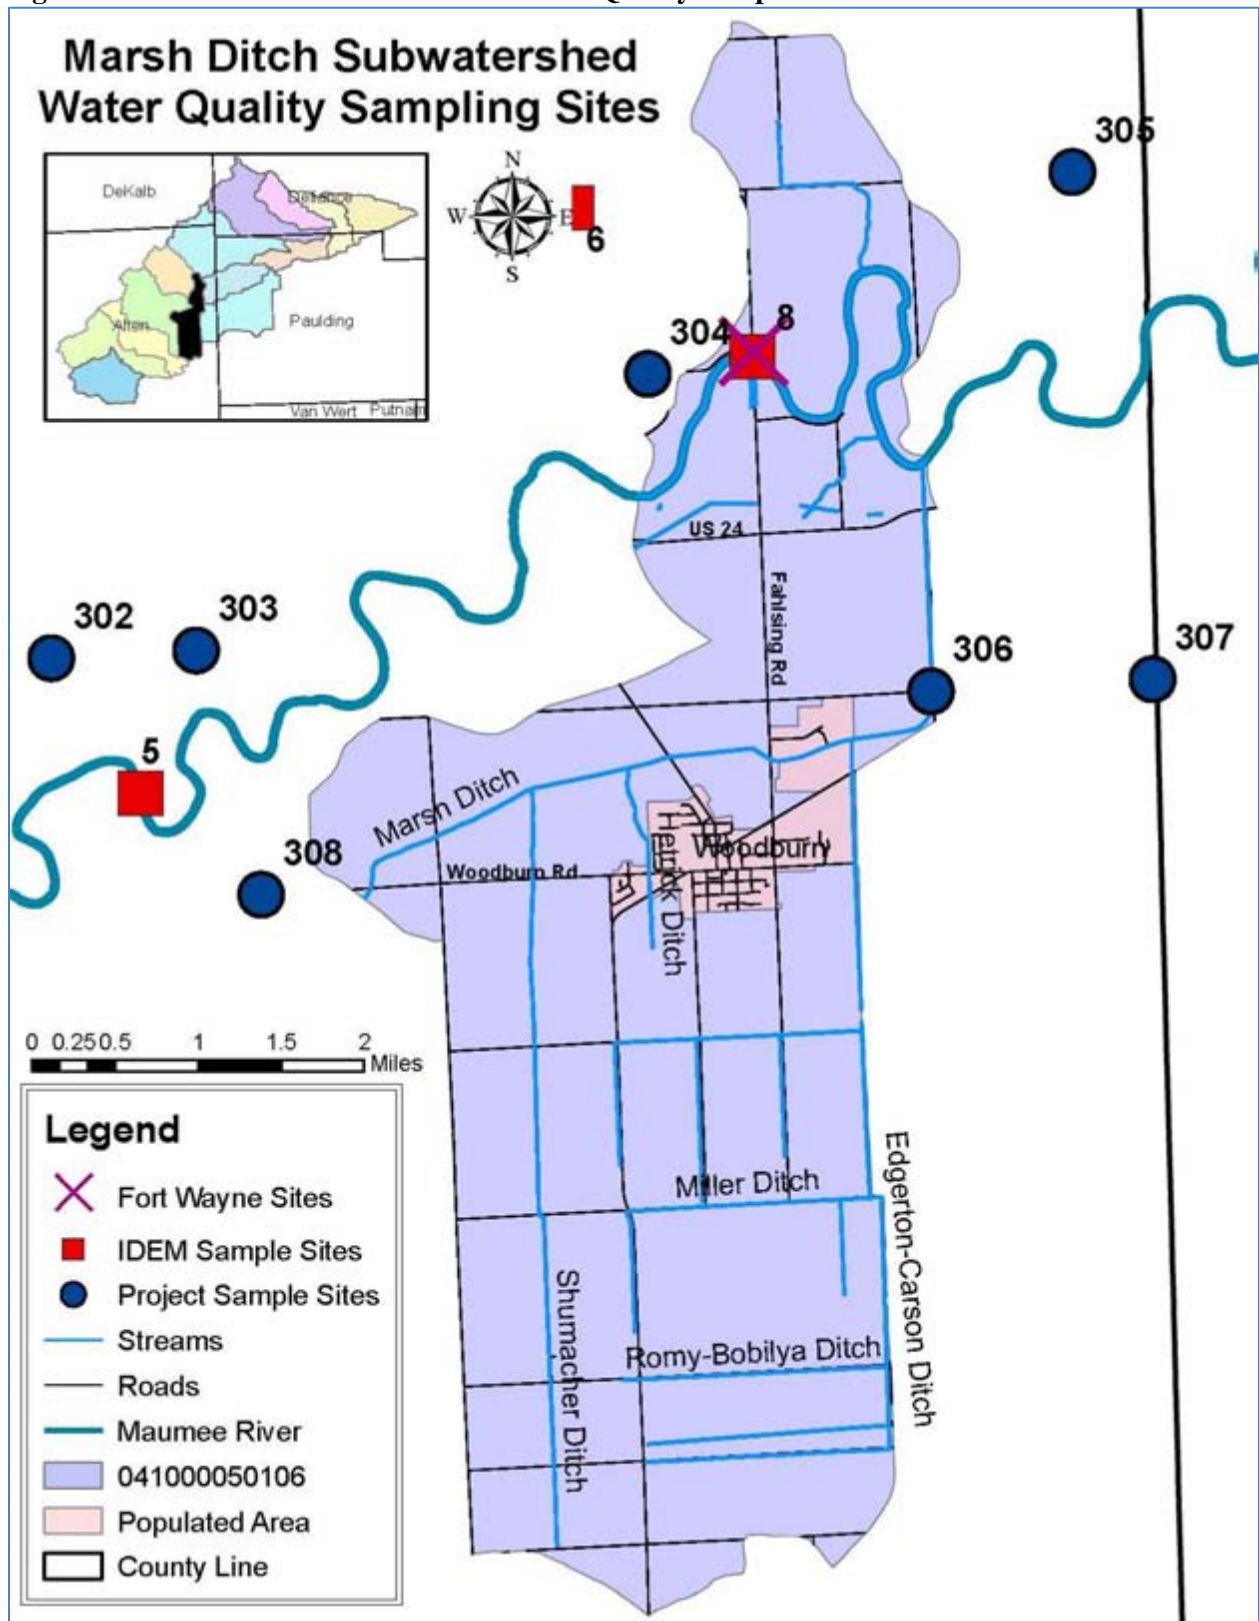 Marsh Ditch Subwatershed
Water Quality Sampling Sites
DeKalb
Defiance
Allen
Paulding
Van Wert
Putnam
N
W
E
S
6
305
304
8
US 24
Fahlsing Rd
302
303
306
307
5
Marsh Ditch
308
Woodburn Rd
Hetrick Ditch
Woodburn
0 0.25 0.5 1 1.5 2
Miles
Legend
Fort Wayne Sites
IDEM Sample Sites
Project Sample Sites
Streams
Roads
Maumee River
041000050106
Populated Area
County Line
Miller Ditch
Edgerton-Carson Ditch
Shumacher Ditch
Romy-Bobilya Ditch